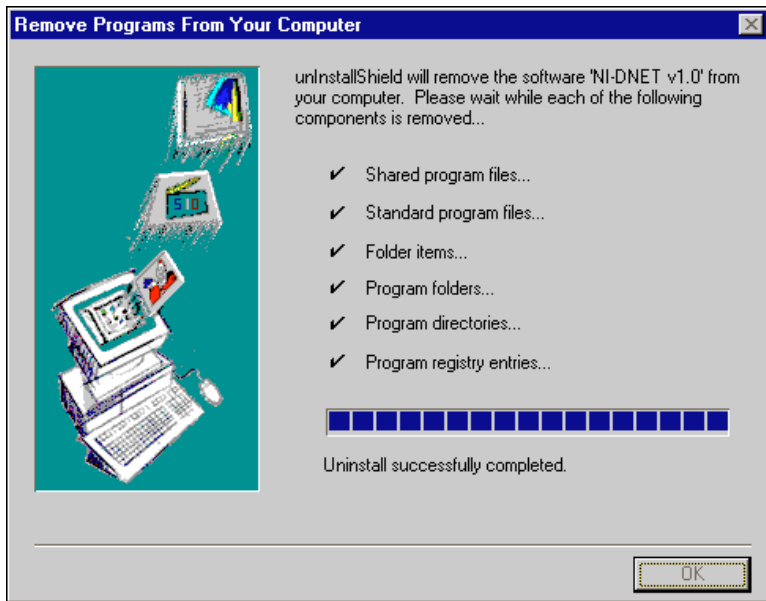 Remove Programs From Your Computer
unInstallShield will remove the software 'NI-DNET v1.0' from
your computer.  Please wait while each of the following
components is removed...
Shared program files...
Standard program files...
Folder items...
Program folders...
Program directories...
Program registry entries...
Uninstall successfully completed.
OK